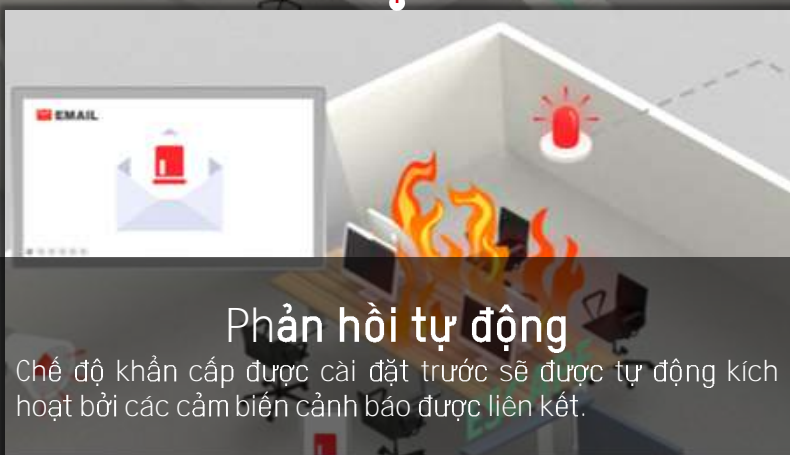 EMAIL
Phản hồi tự động
Chế độ khẩn cấp được cài đặt trước sẽ được tự động kích
hoạt bởi các cảm biến cảnh báo được liên kết.
ESCAPE